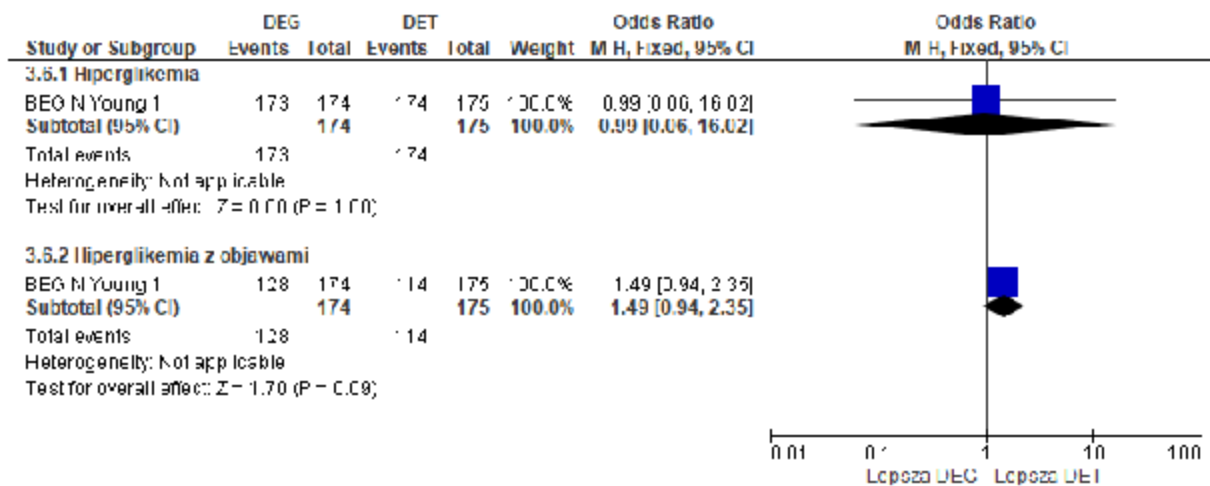 DEG DET Odds Ratio Odds Ratio
Study or Subgroup Events Total Events Total Weight M-H, Fixed, 95% CI M-H, Fixed, 95% CI
3.6.1 Hiperglikemia
BEGIN Young 1 173 174 174 175 100.0% 0.99 [0.06, 16.02]
Subtotal (95% CI) 174 175 100.0% 0.99 [0.06, 16.02]
Total events 173 174
Heterogeneity: Not applicable
Test for overall effect: Z = 0.00 (P = 1.00)
3.6.2 Hiperglikemia z objawami
BEGIN Young 1 128 174 114 175 100.0% 1.49 [0.94, 2.35]
Subtotal (95% CI) 174 175 100.0% 1.49 [0.94, 2.35]
Total events 128 114
Heterogeneity: Not applicable
Test for overall effect: Z = 1.70 (P = 0.09)
0.01 0.1 1 10 100
Lepsza DEG Lepsza DET